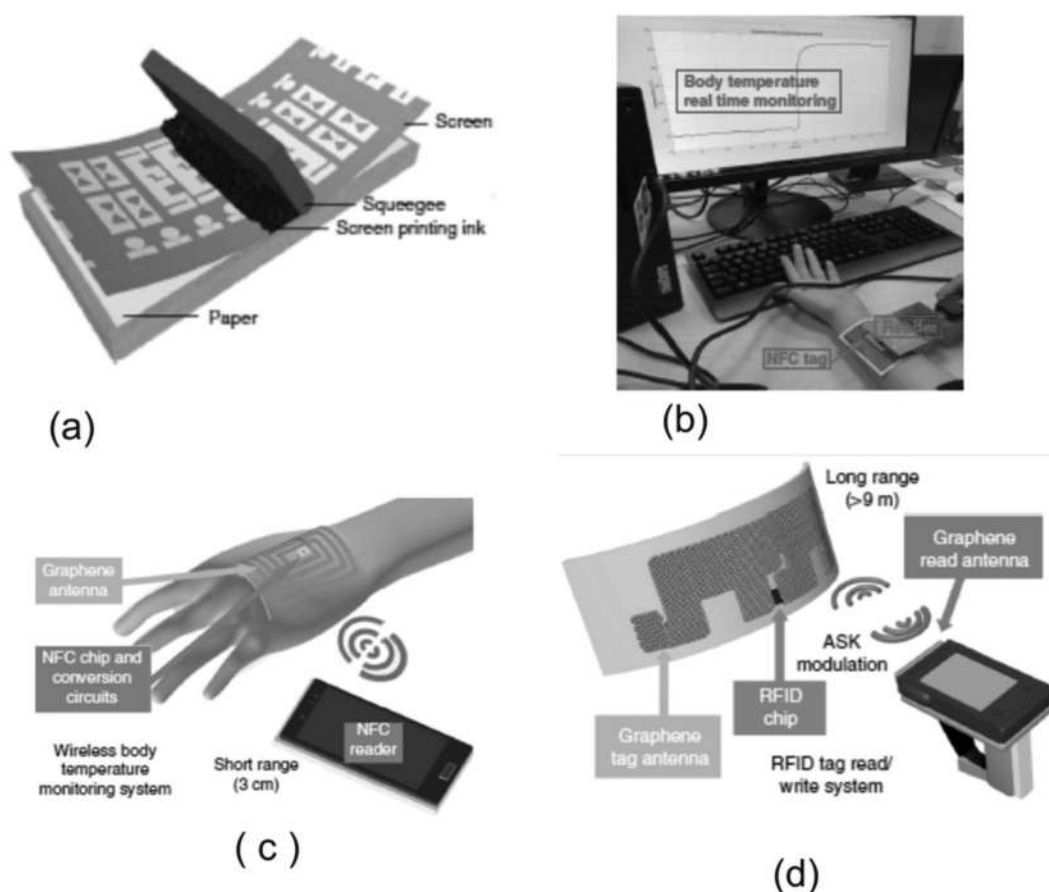 Screen
Squeegee
Screen printing ink
Paper
(a)
Body temperature
real time monitoring
Reader
NFC tag
(b)
Graphene
antenna
NFC chip and
conversion
circuits
Wireless body
temperature
monitoring system
Short range
(3 cm)
NFC
reader
( c )
Long range
(>9 m)
Graphene
read antenna
ASK
modulation
RFID
chip
Graphene
tag antenna
RFID tag read/
write system
(d)